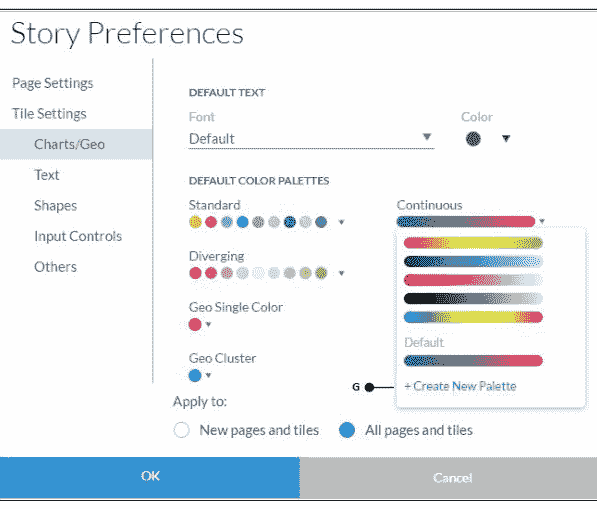 Story Preferences
Page Settings
Tile Settings
Charts/Geo
Text
Shapes
Input Controls
Others
DEFAULT TEXT
Font
Color
Default
DEFAULT COLOR PALETTES
Standard
Continuous
Diverging
Geo Single Color
Geo Cluster
Default
G
+ Create New Palette
Apply to:
New pages and tiles
All pages and tiles
OK
Cancel